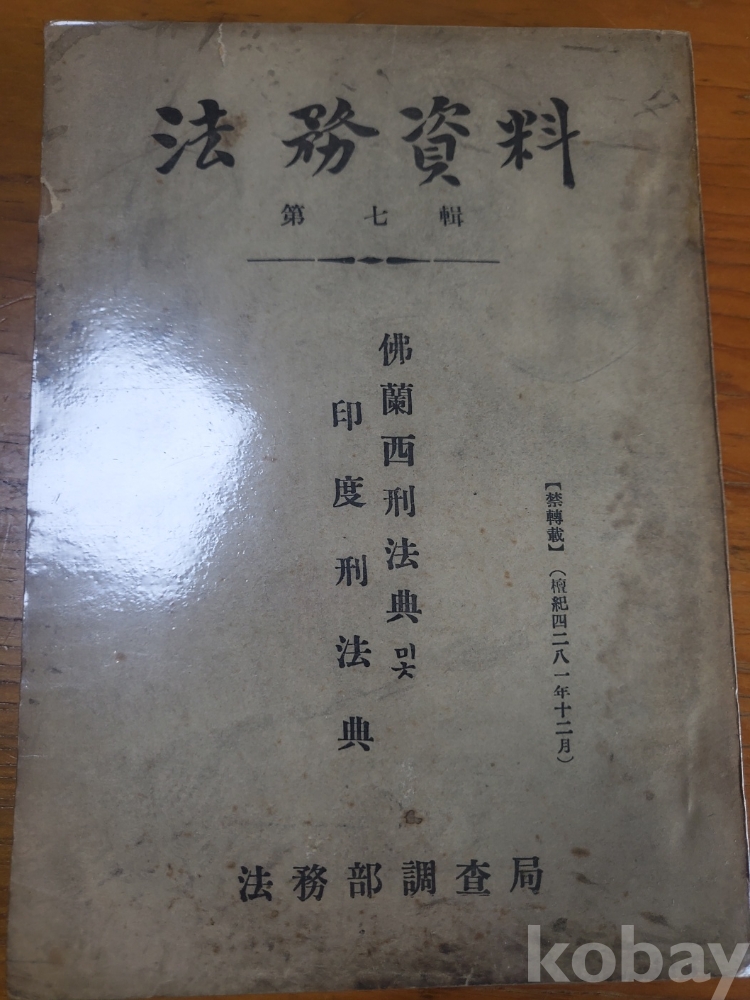 法務資料
第七輯
【禁轉載】（檀紀四二八一年十二月）
佛蘭西刑法典 및
印度刑法典
法務部調査局
kobay